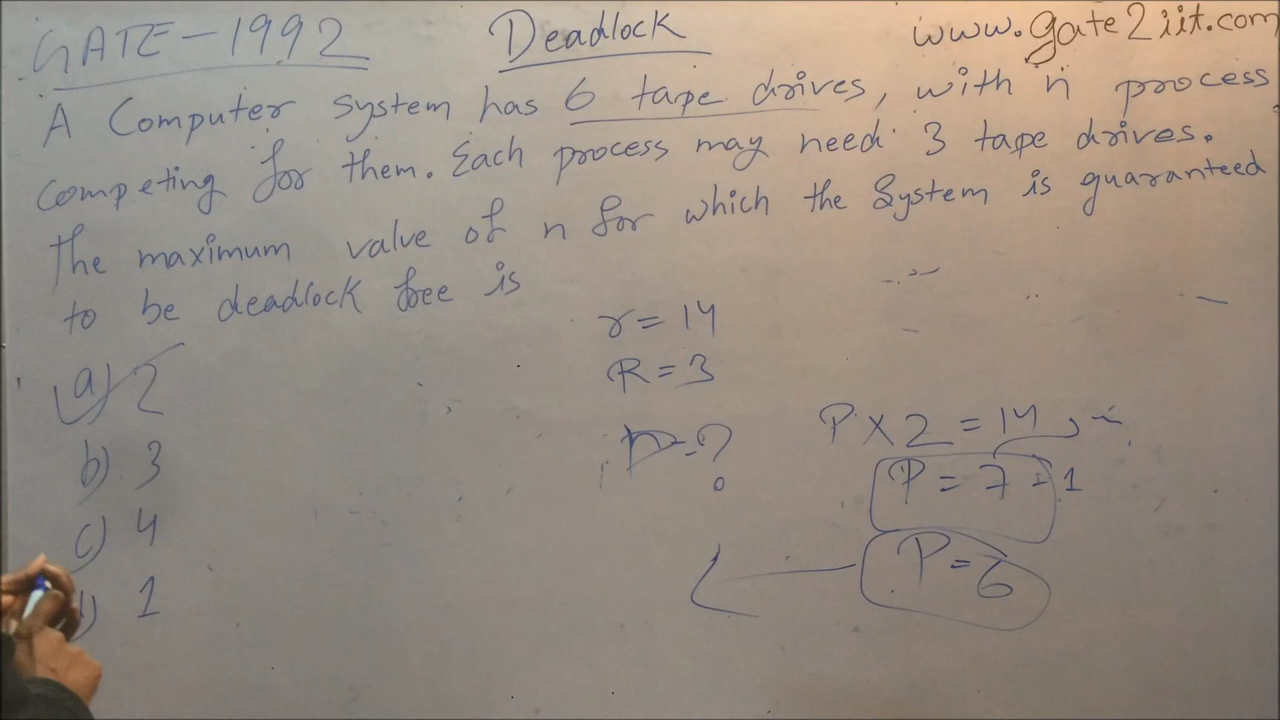 GATE-1992 Deadlock www.gate2iit.com
A Computer system has 6 tape drives, with n process
competing for them. Each process may need 3 tape drives.
The maximum value of n for which the System is guaranteed
to be deadlock free is
a) 2
b) 3
c) 4
d) 1
r = 14
R = 3
n = ?
P × 2 = 14
P = 7 - 1
P = 6